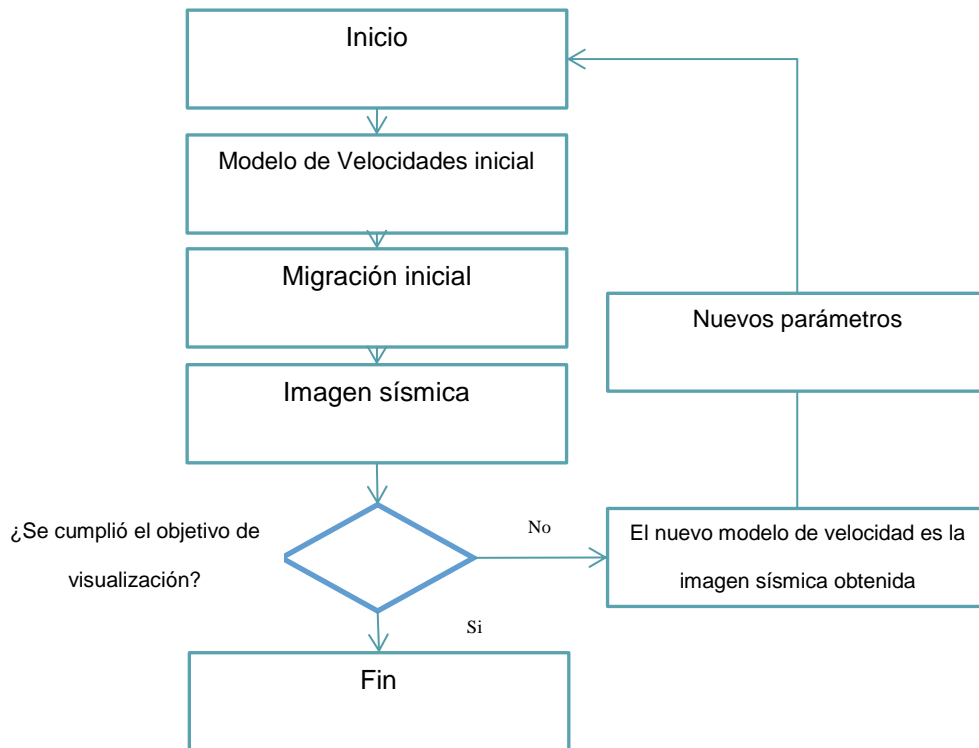 Inicio
Modelo de Velocidades inicial
Migración inicial
Imagen sísmica
¿Se cumplió el objetivo de
visualización?
No
El nuevo modelo de velocidad es la
imagen sísmica obtenida
Nuevos parámetros
Si
Fin